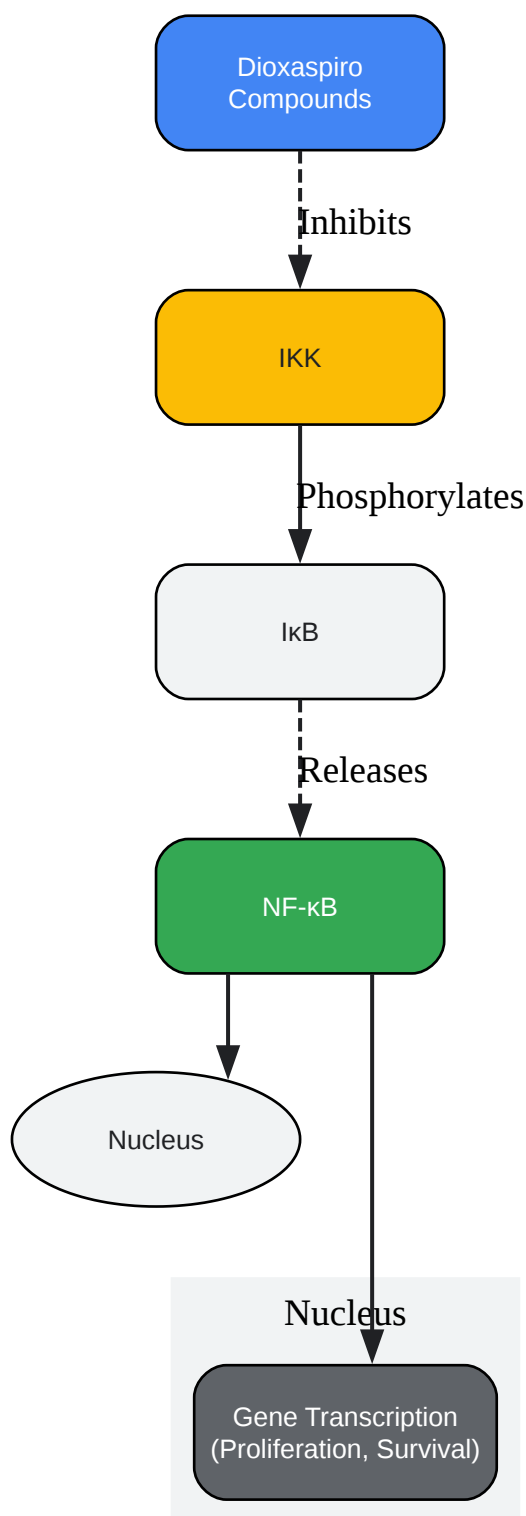 Dioxaspiro
Compounds
Inhibits
IKK
Phosphorylates
IκB
Releases
NF-κB
Nucleus
Nucleus
Gene Transcription
(Proliferation, Survival)